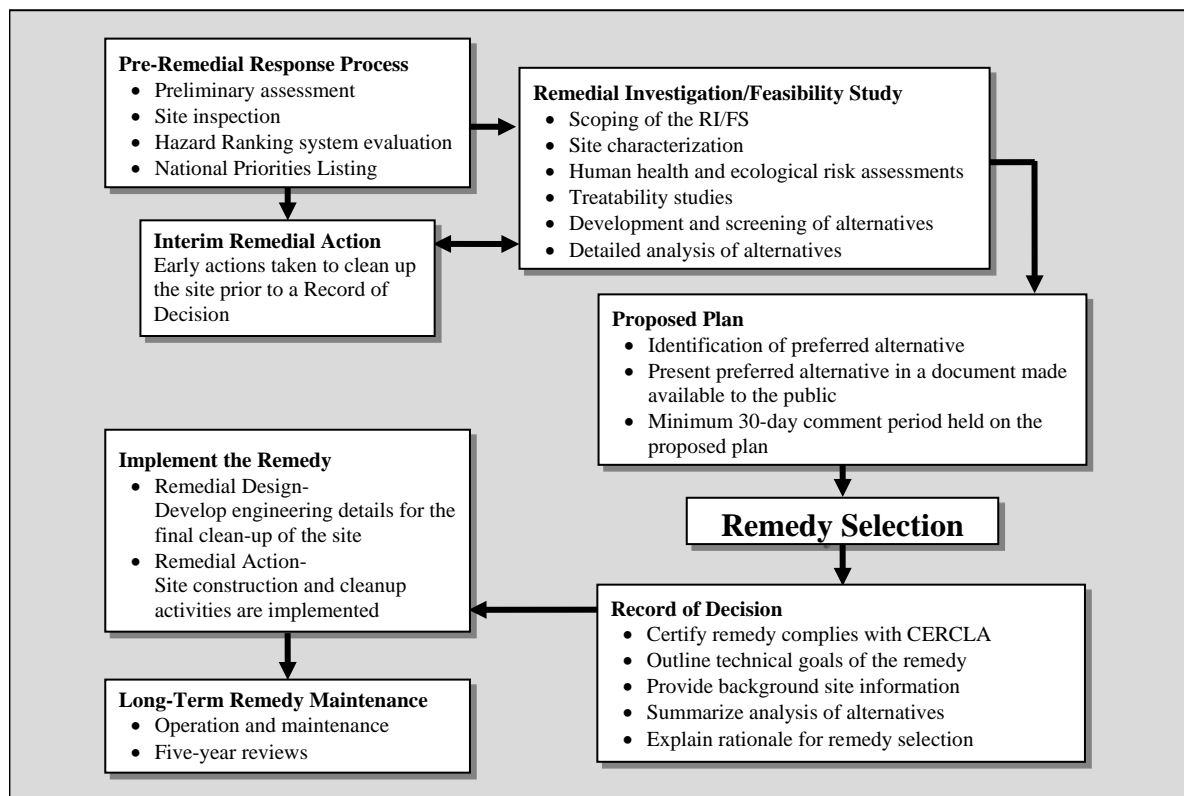 Pre-Remedial Response Process
• Preliminary assessment
• Site inspection
• Hazard Ranking system evaluation
• National Priorities Listing
Remedial Investigation/Feasibility Study
• Scoping of the RI/FS
• Site characterization
• Human health and ecological risk assessments
• Treatability studies
• Development and screening of alternatives
• Detailed analysis of alternatives
Interim Remedial Action
Early actions taken to clean up
the site prior to a Record of
Decision
Proposed Plan
• Identification of preferred alternative
• Present preferred alternative in a document made
available to the public
• Minimum 30-day comment period held on the
proposed plan
Remedy Selection
Record of Decision
• Certify remedy complies with CERCLA
• Outline technical goals of the remedy
• Provide background site information
• Summarize analysis of alternatives
• Explain rationale for remedy selection
Implement the Remedy
• Remedial Design-
Develop engineering details for the
final clean-up of the site
• Remedial Action-
Site construction and cleanup
activities are implemented
Long-Term Remedy Maintenance
• Operation and maintenance
• Five-year reviews